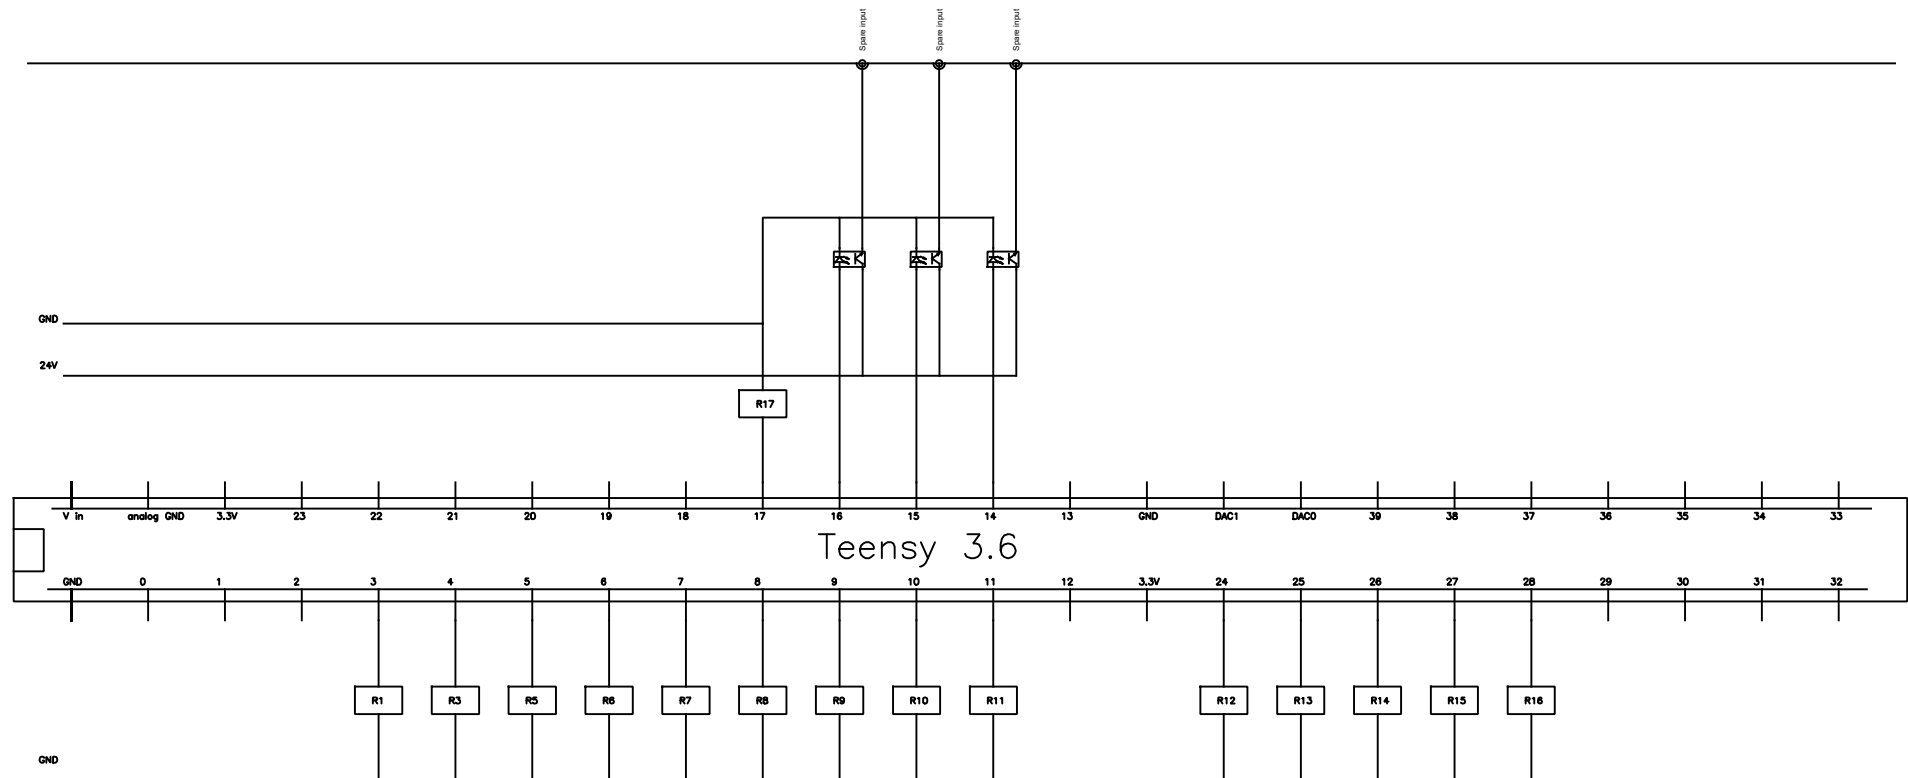 Spare input Spare input Spare input
GND
24V
R17
V in analog GND 3.3V 23 22 21 20 19 18 17 16 15 14 13 GND DAC1 DAC0 39 38 37 36 35 34 33
Teensy 3.6
GND 0 1 2 3 4 5 6 7 8 9 10 11 12 3.3V 24 25 26 27 28 29 30 31 32
R1 R3 R5 R6 R7 R8 R9 R10 R11 R12 R13 R14 R15 R16
GND